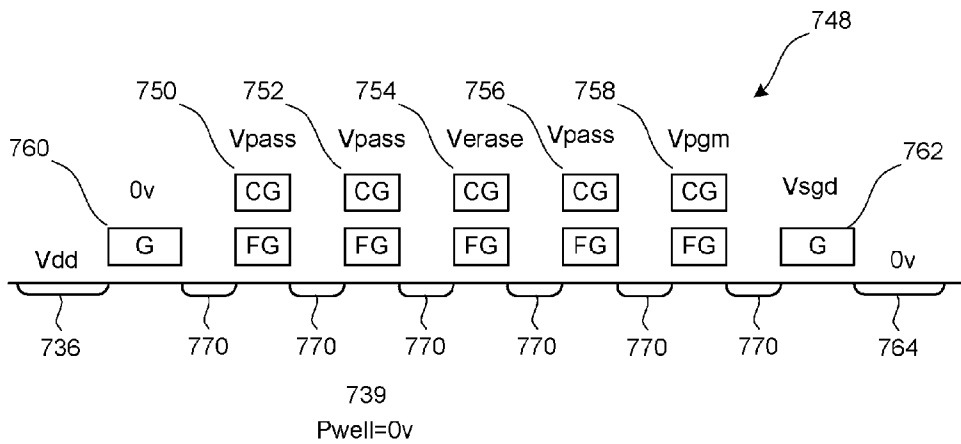 748
750 752 754 756 758
760 Vpass Vpass Verase Vpass Vpgm 762
0v CG CG CG CG CG Vsgd
Vdd G FG FG FG FG FG G 0v
736 770 770 770 770 770 770 764
739
Pwell=0v